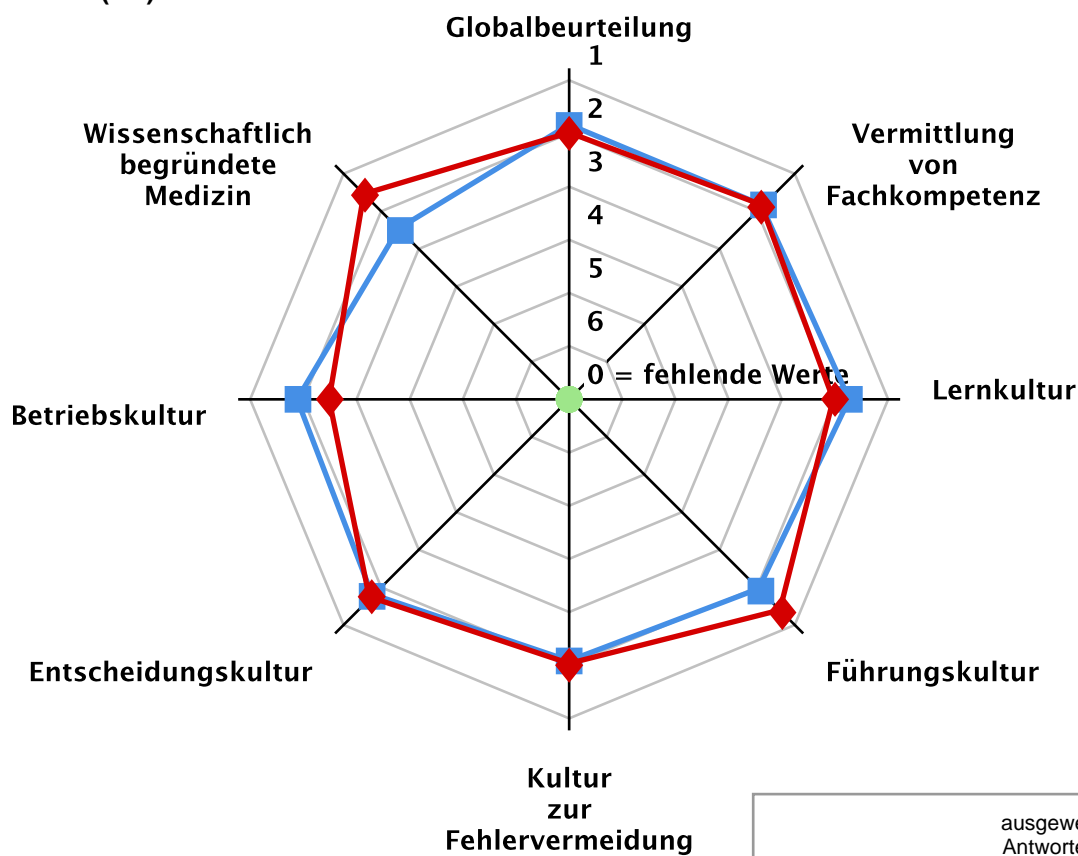 Globalbeurteilung
1
2
3
4
5
6
0 = fehlende Werte
Vermittlung
von
Fachkompetenz
Lernkultur
Führungskultur
Kultur
zur
Fehlervermeidung
Entscheidungskultur
Betriebskultur
Wissenschaftlich
begründete
Medizin